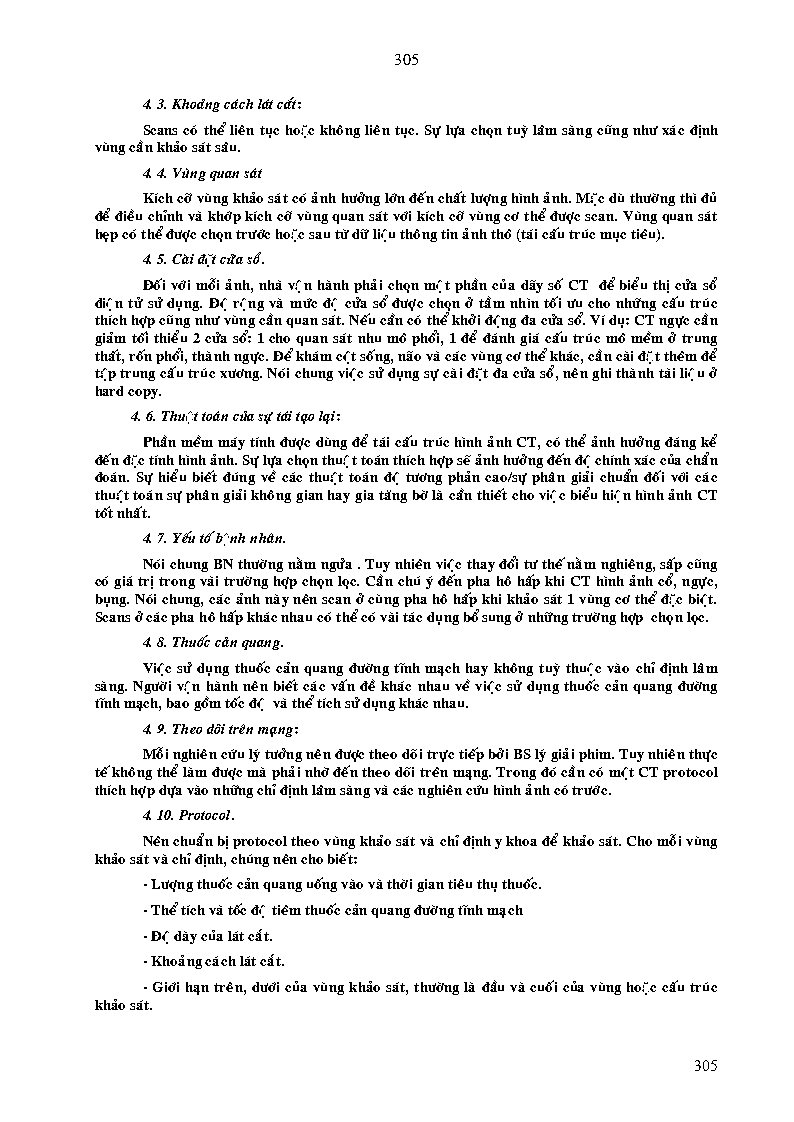 305
4. 3. Khoảng cách lát cắt:
Scans có thể liên tục hoặc không liên tục. Sự lựa chọn tuỳ lâm sàng cũng như xác định
vùng cần khảo sát sâu.
4. 4. Vùng quan sát
Kích cỡ vùng khảo sát có ảnh hưởng lớn đến chất lượng hình ảnh. Mặc dù thường thì đủ
để điều chỉnh và khớp kích cỡ vùng quan sát với kích cỡ vùng cơ thể được scan. Vùng quan sát
hẹp có thể được chọn trước hoặc sau từ dữ liệu thông tin ảnh thô (tái cấu trúc mục tiêu).
4. 5. Cài đặt cửa sổ.
Đối với mỗi ảnh, nhà vận hành phải chọn một phần của dãy số CT để biểu thị cửa sổ
điện tử sử dụng. Độ rộng và mức độ cửa sổ được chọn ở tầm nhìn tối ưu cho những cấu trúc
thích hợp cũng như vùng cần quan sát. Nếu cần có thể khởi động đa cửa sổ. Ví dụ: CT ngực cần
giảm tối thiểu 2 cửa sổ: 1 cho quan sát nhu mô phổi, 1 để đánh giá cấu trúc mô mềm ở trung
thất, rốn phổi, thành ngực. Để khám cột sống, não và các vùng cơ thể khác, cần cài đặt thêm để
tập trung cấu trúc xương. Nói chung việc sử dụng sự cài đặt đa cửa sổ, nên ghi thành tài liệu ở
hard copy.
4. 6. Thuật toán của sự tái tạo lại:
Phần mềm máy tính được dùng để tái cấu trúc hình ảnh CT, có thể ảnh hưởng đáng kể
đến đặc tính hình ảnh. Sự lựa chọn thuật toán thích hợp sẽ ảnh hưởng đến độ chính xác của chẩn
đoán. Sự hiểu biết đúng về các thuật toán độ tương phản cao/sự phân giải chuẩn đối với các
thuật toán sự phân giải không gian hay gia tăng bờ là cần thiết cho việc biểu hiện hình ảnh CT
tốt nhất.
4. 7. Yếu tố bệnh nhân.
Nói chung BN thường nằm ngửa . Tuy nhiên việc thay đổi tư thế nằm nghiêng, sấp cũng
có giá trị trong vài trường hợp chọn lọc. Cần chú ý đến pha hô hấp khi CT hình ảnh cổ, ngực,
bụng. Nói chung, các ảnh này nên scan ở cùng pha hô hấp khi khảo sát 1 vùng cơ thể đặc biệt.
Scans ở các pha hô hấp khác nhau có thể có vài tác dụng bổ sung ở những trường hợp chọn lọc.
4. 8. Thuốc cản quang.
Việc sử dụng thuốc cản quang đường tĩnh mạch hay không tuỳ thuộc vào chỉ định lâm
sàng. Người vận hành nên biết các vấn đề khác nhau về việc sử dụng thuốc cản quang đường
tĩnh mạch, bao gồm tốc độ và thể tích sử dụng khác nhau.
4. 9. Theo dõi trên mạng:
Mỗi nghiên cứu lý tưởng nên được theo dõi trực tiếp bởi BS lý giải phim. Tuy nhiên thực
tế không thể làm được mà phải nhờ đến theo dõi trên mạng. Trong đó cần có một CT protocol
thích hợp dựa vào những chỉ định lâm sàng và các nghiên cứu hình ảnh có trước.
4. 10. Protocol.
Nên chuẩn bị protocol theo vùng khảo sát và chỉ định y khoa để khảo sát. Cho mỗi vùng
khảo sát và chỉ định, chúng nên cho biết:
- Lượng thuốc cản quang uống vào và thời gian tiêu thụ thuốc.
- Thể tích và tốc độ tiêm thuốc cản quang đường tĩnh mạch
- Độ dày của lát cắt.
- Khoảng cách lát cắt.
- Giới hạn trên, dưới của vùng khảo sát, thường là đầu và cuối của vùng hoặc cấu trúc
khảo sát.
305